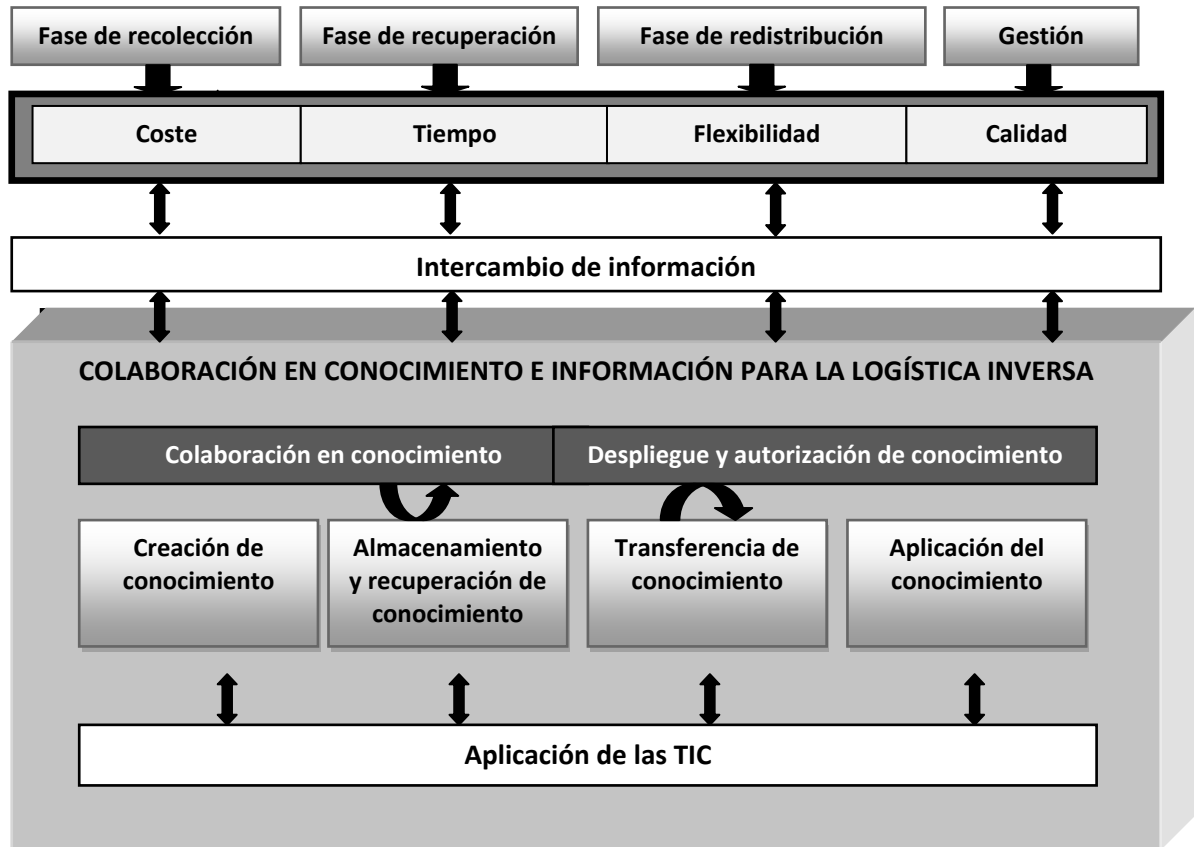 Fase de recolección
Fase de recuperación
Fase de redistribución
Gestión
Coste
Tiempo
Flexibilidad
Calidad
Intercambio de información
COLABORACIÓN EN CONOCIMIENTO E INFORMACIÓN PARA LA LOGÍSTICA INVERSA
Colaboración en conocimiento
Despliegue y autorización de conocimiento
Creación de
conocimiento
Almacenamiento
y recuperación de
conocimiento
Transferencia de
conocimiento
Aplicación del
conocimiento
Aplicación de las TIC